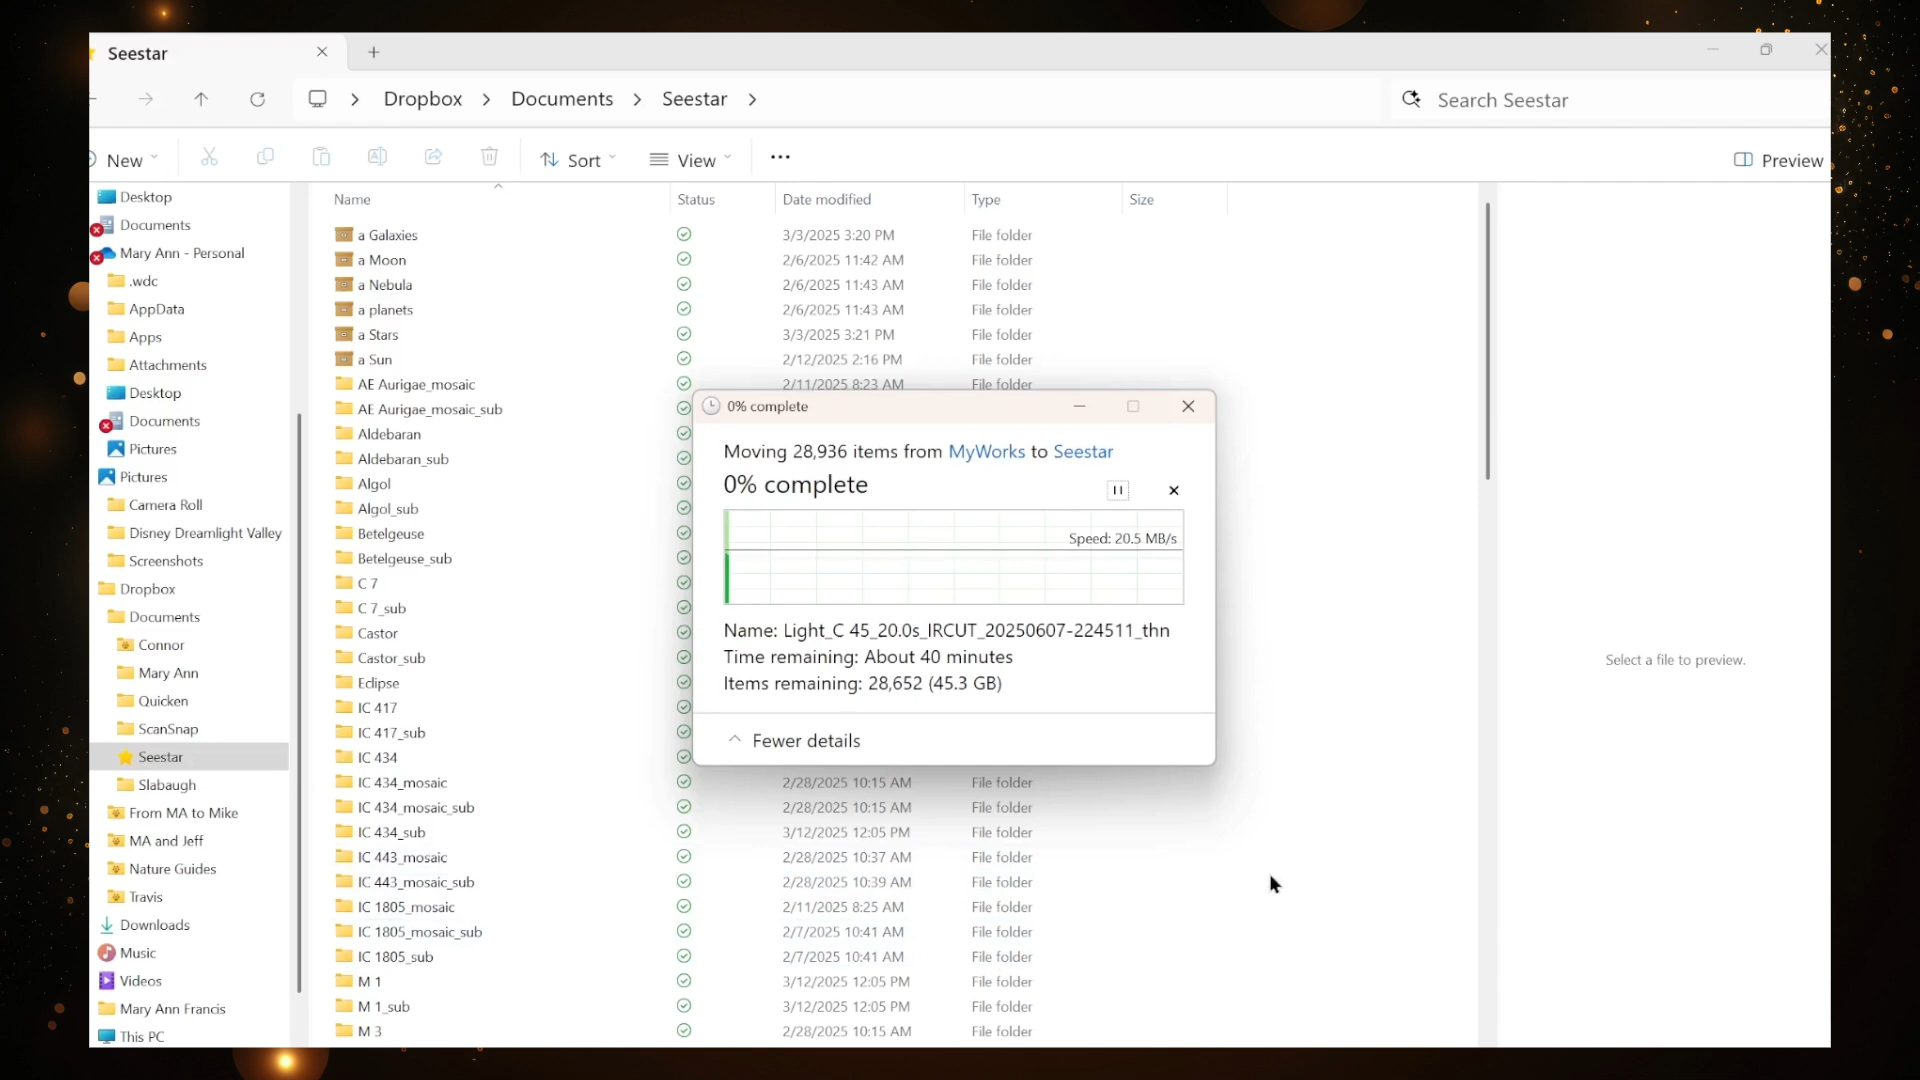 Seestar
Dropbox > Documents > Seestar >
Search Seestar
New
Sort
View
Preview
Desktop
Documents
Mary Ann - Personal
.wdc
AppData
Apps
Attachments
Desktop
Documents
Pictures
Pictures
Camera Roll
Disney Dreamlight Valley
Screenshots
Dropbox
Documents
Connor
Mary Ann
Quicken
ScanSnap
Seestar
Slabaugh
From MA to Mike
MA and Jeff
Nature Guides
Travis
Downloads
Music
Videos
Mary Ann Francis
This PC
Name Status Date modified Type Size
a Galaxies 3/3/2025 3:20 PM File folder
a Moon 2/6/2025 11:42 AM File folder
a Nebula 2/6/2025 11:43 AM File folder
a planets 2/6/2025 11:43 AM File folder
a Stars 3/3/2025 3:21 PM File folder
a Sun 2/12/2025 2:16 PM File folder
AE Aurigae_mosaic 2/11/2025 8:23 AM File folder
AE Aurigae_mosaic_sub
Aldebaran
Aldebaran_sub
Algol
Algol_sub
Betelgeuse
Betelgeuse_sub
C 7
C 7_sub
Castor
Castor_sub
Eclipse
IC 417
IC 417_sub
IC 434
IC 434_mosaic 2/28/2025 10:15 AM File folder
IC 434_mosaic_sub 2/28/2025 10:15 AM File folder
IC 434_sub 3/12/2025 12:05 PM File folder
IC 443_mosaic 2/28/2025 10:37 AM File folder
IC 443_mosaic_sub 2/28/2025 10:39 AM File folder
IC 1805_mosaic 2/11/2025 8:25 AM File folder
IC 1805_mosaic_sub 2/7/2025 10:41 AM File folder
IC 1805_sub 2/7/2025 10:41 AM File folder
M 1 3/12/2025 12:05 PM File folder
M 1_sub 3/12/2025 12:05 PM File folder
M 3 2/28/2025 10:15 AM File folder
0% complete
Moving 28,936 items from MyWorks to Seestar
0% complete
Speed: 20.5 MB/s
Name: Light_C 45_20.0s_IRCUT_20250607-224511_thn
Time remaining: About 40 minutes
Items remaining: 28,652 (45.3 GB)
Fewer details
Select a file to preview.